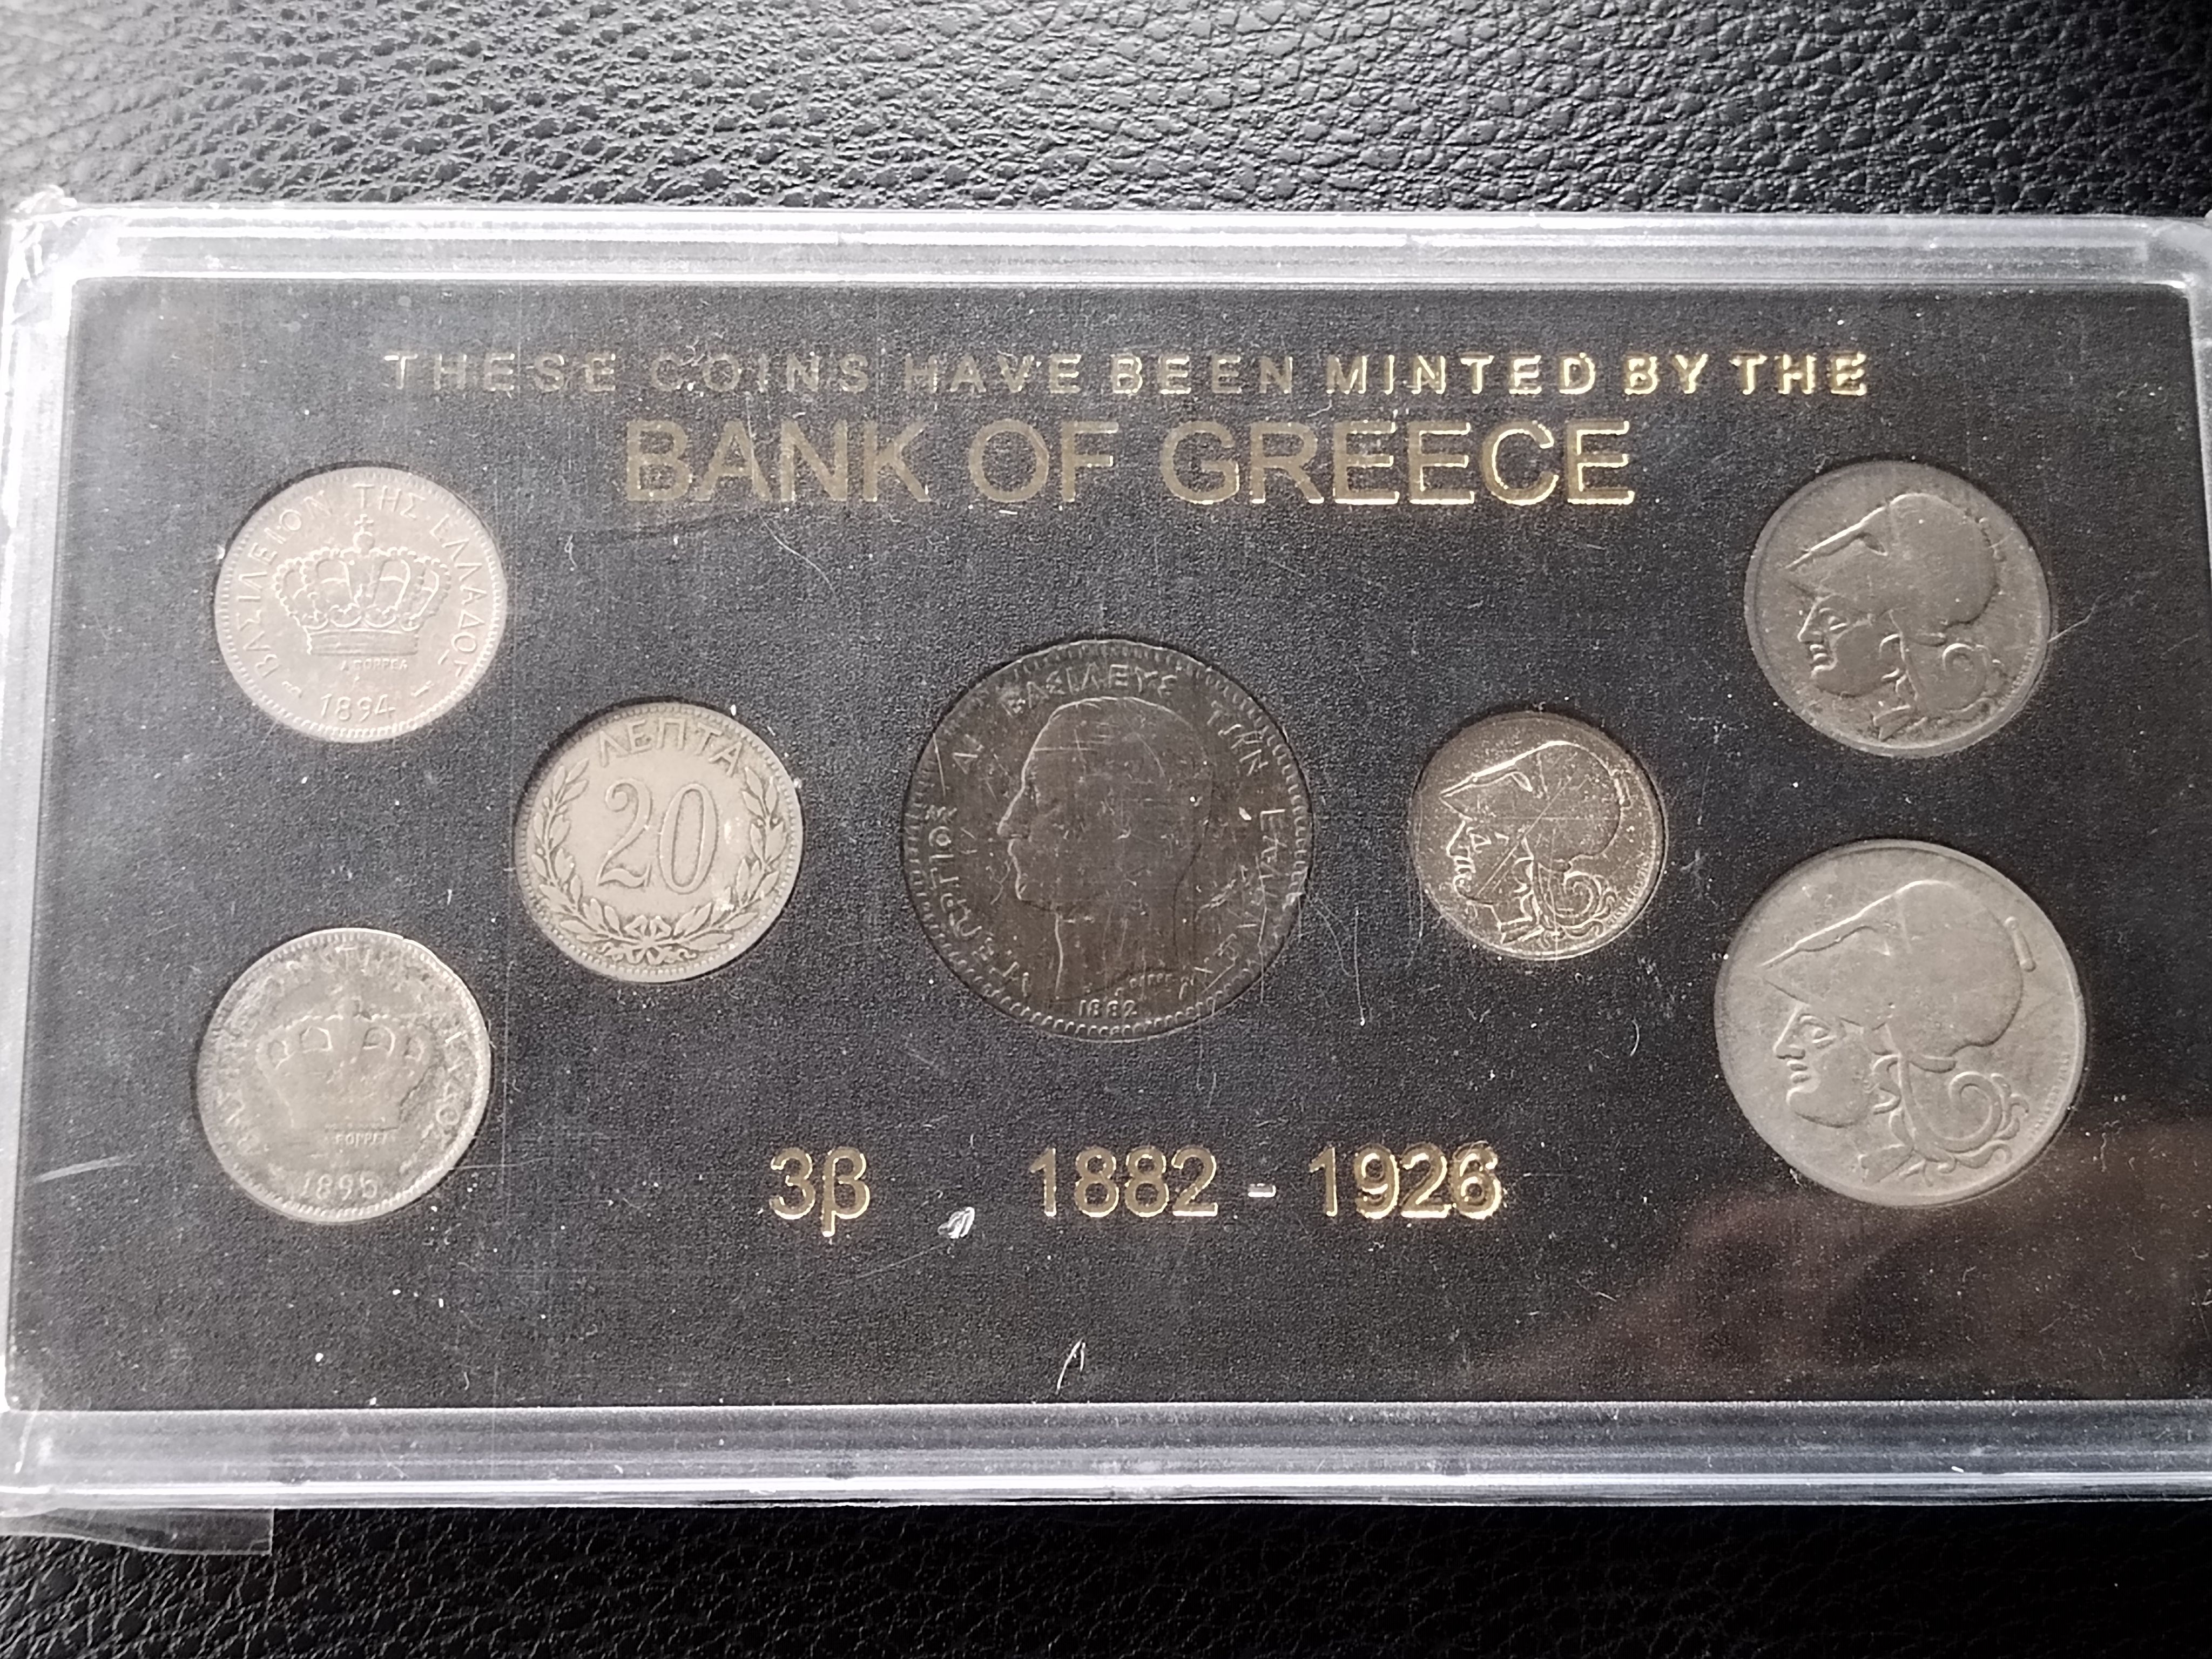 THESE COINS HAVE BEEN MINTED BY THE
BANK OF GREECE
ΒΑΣΙΛΕΙΟΝ ΤΗΣ ΕΛΛΑΔΟΣ
1894
ΛΕΠΤΑ
20
ΓΕΩΡΓΙΟΣ Α! ΒΑΣΙΛΕΥΣ ΤΩΝ ΕΛΛΗΝΩΝ
1882
3β 1882 - 1926